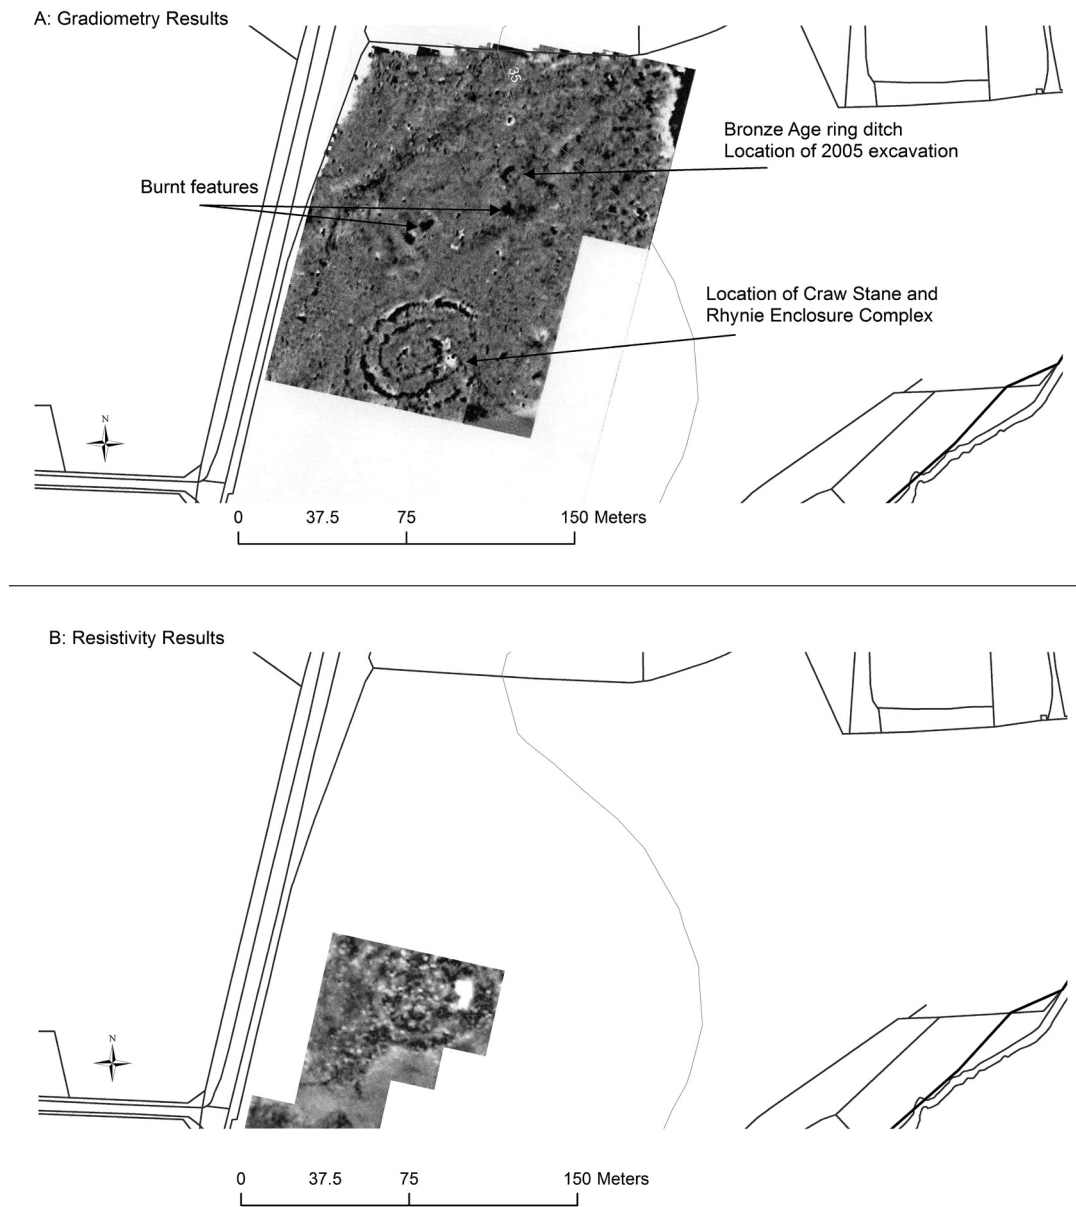 A: Gradiometry Results
35
Bronze Age ring ditch
Location of 2005 excavation
Burnt features
Location of Craw Stane and
Rhynie Enclosure Complex
N
0 37.5 75 150 Meters
B: Resistivity Results
N
0 37.5 75 150 Meters